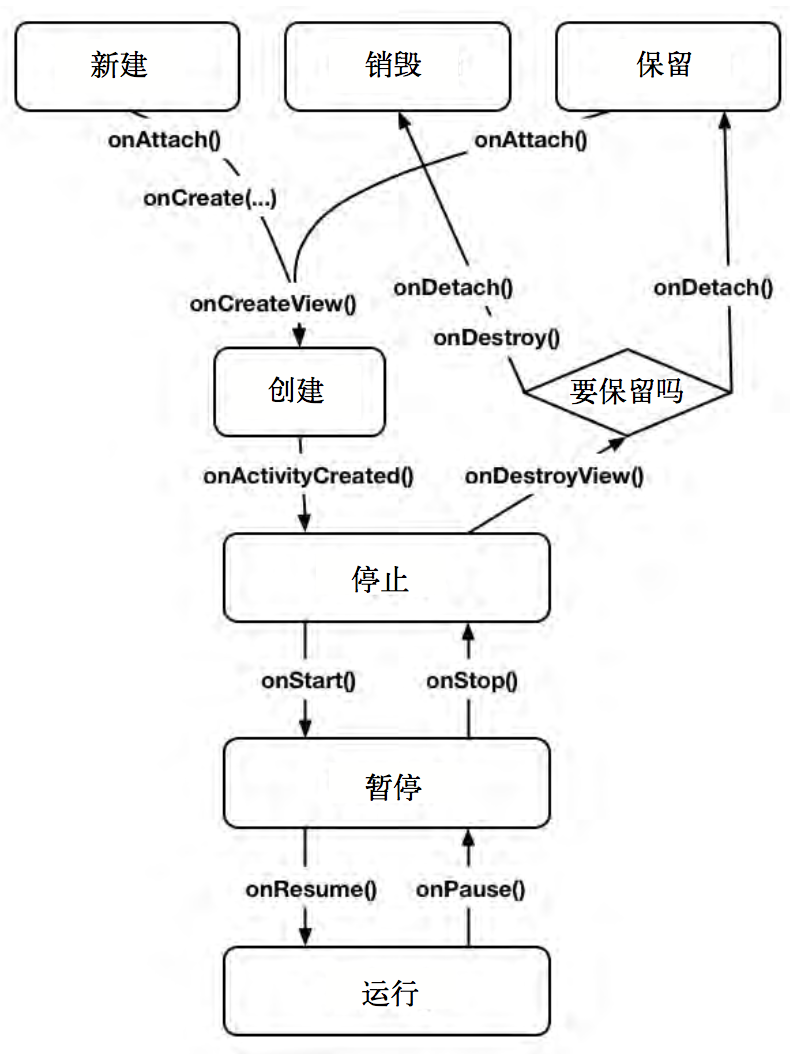 新建
销毁
保留
onAttach()
onAttach()
onCreate(...)
onDetach()
onDetach()
onCreateView()
onDestroy()
创建
要保留吗
onActivityCreated()
onDestroyView()
停止
onStart()
onStop()
暂停
onResume()
onPause()
运行